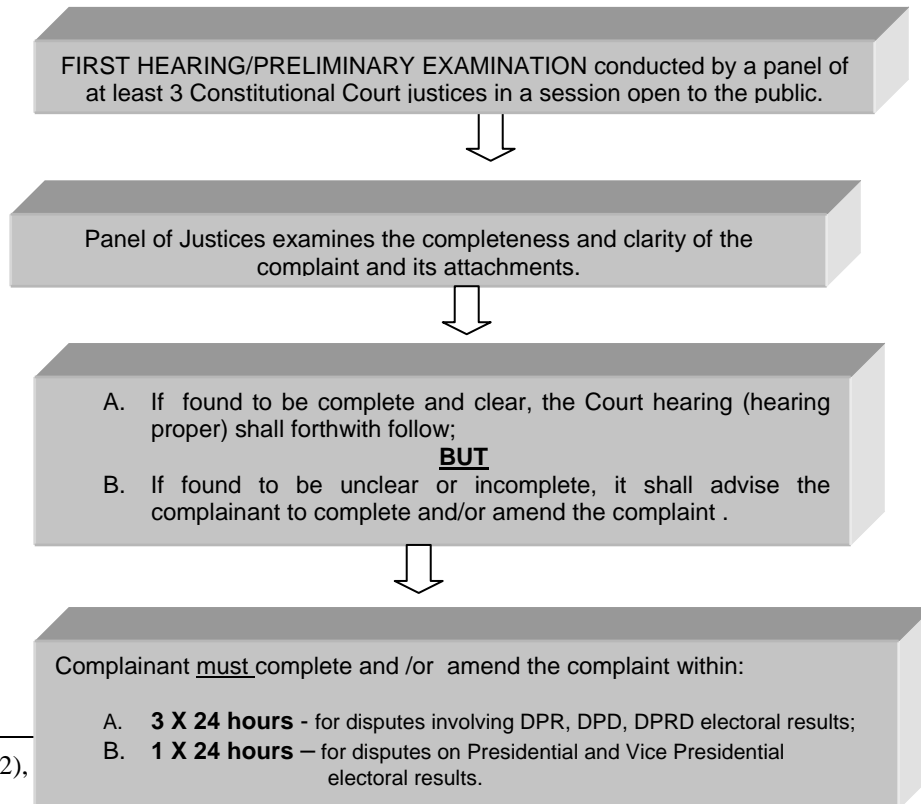 FIRST HEARING/PRELIMINARY EXAMINATION conducted by a panel of
at least 3 Constitutional Court justices in a session open to the public.
Panel of Justices examines the completeness and clarity of the
complaint and its attachments.
A. If found to be complete and clear, the Court hearing (hearing
proper) shall forthwith follow;
BUT
B. If found to be unclear or incomplete, it shall advise the
complainant to complete and/or amend the complaint .
Complainant must complete and /or amend the complaint within:
A. 3 X 24 hours - for disputes involving DPR, DPD, DPRD electoral results;
B. 1 X 24 hours – for disputes on Presidential and Vice Presidential
electoral results.
2),